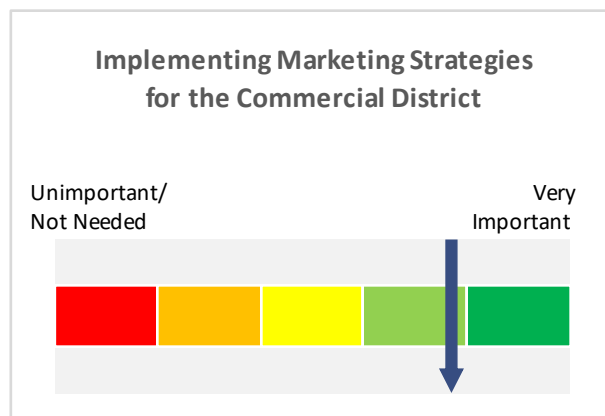 Implementing Marketing Strategies
for the Commercial District
Unimportant/
Not Needed
Very
Important